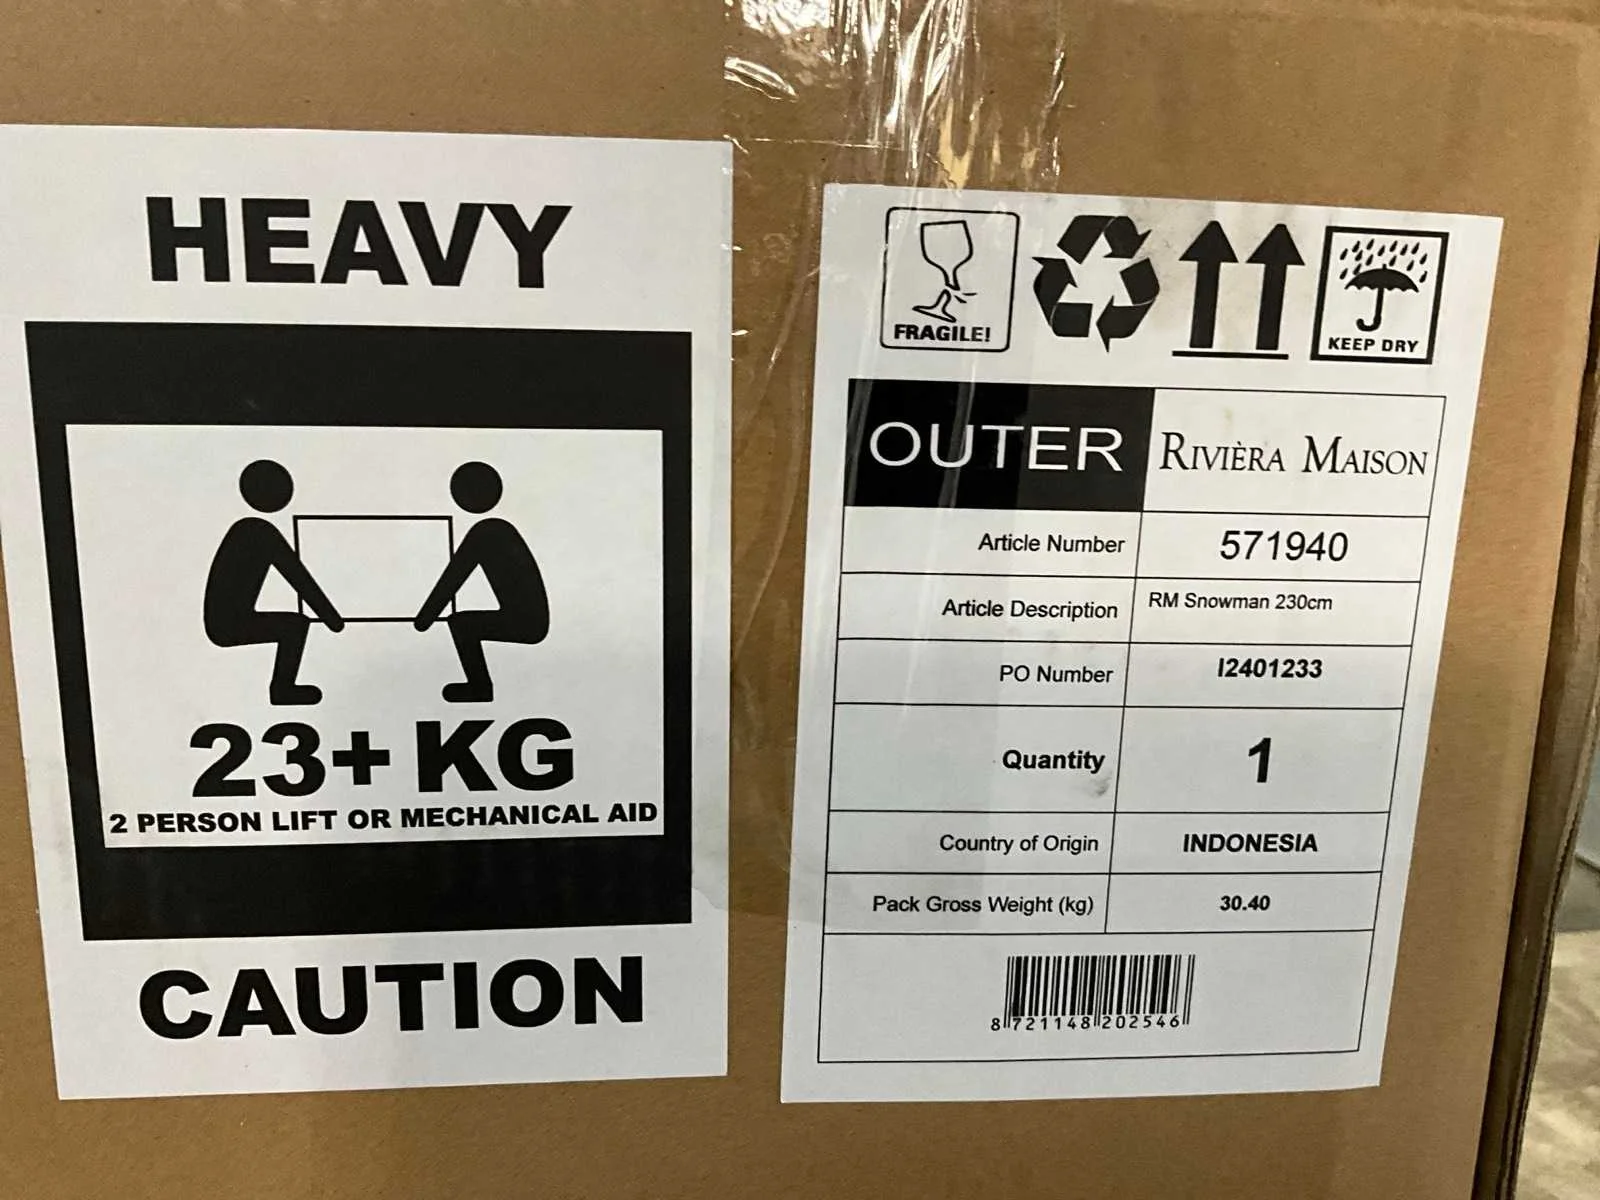 HEAVY
23+ KG
2 PERSON LIFT OR MECHANICAL AID
CAUTION
FRAGILE!
KEEP DRY
OUTER RIVIÈRA MAISON
Article Number 571940
Article Description RM Snowman 230cm
PO Number I2401233
Quantity 1
Country of Origin INDONESIA
Pack Gross Weight (kg) 30.40
8 721148 202546